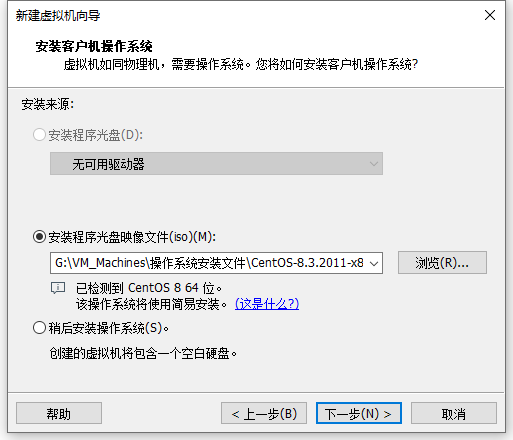 新建虚拟机向导
安装客户机操作系统
虚拟机如同物理机，需要操作系统。您将如何安装客户机操作系统?
安装来源:
安装程序光盘(D):
无可用驱动器
安装程序光盘映像文件(iso)(M):
G:\VM_Machines\操作系统安装文件\CentOS-8.3.2011-x8
浏览(R)...
已检测到 CentOS 8 64 位。
该操作系统将使用简易安装。 (这是什么?)
稍后安装操作系统(S)。
创建的虚拟机将包含一个空白硬盘。
帮助
< 上一步(B)
下一步(N) >
取消